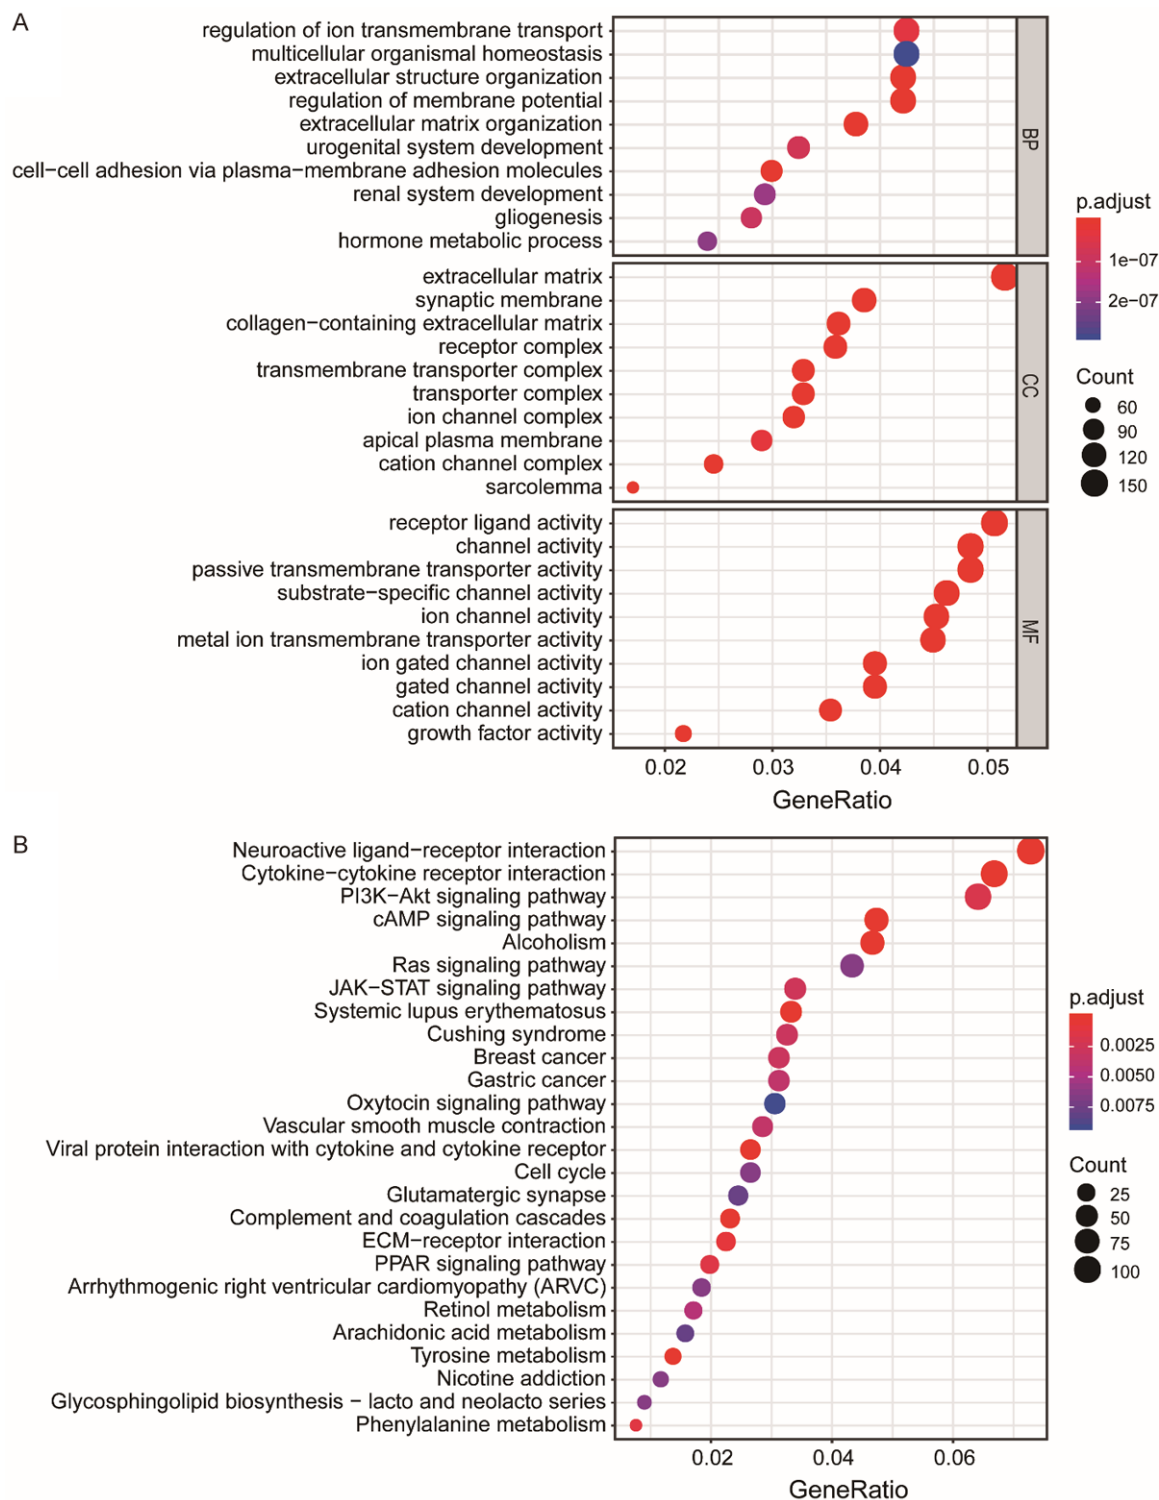 A
regulation of ion transmembrane transport
multicellular organismal homeostasis
extracellular structure organization
regulation of membrane potential
extracellular matrix organization
urogenital system development
cell−cell adhesion via plasma−membrane adhesion molecules
renal system development
gliogenesis
hormone metabolic process
BP
extracellular matrix
synaptic membrane
collagen−containing extracellular matrix
receptor complex
transmembrane transporter complex
transporter complex
ion channel complex
apical plasma membrane
cation channel complex
sarcolemma
CC
receptor ligand activity
channel activity
passive transmembrane transporter activity
substrate−specific channel activity
ion channel activity
metal ion transmembrane transporter activity
ion gated channel activity
gated channel activity
cation channel activity
growth factor activity
MF
0.02 0.03 0.04 0.05
GeneRatio
p.adjust
1e−07
2e−07
Count
60
90
120
150
B
Neuroactive ligand−receptor interaction
Cytokine−cytokine receptor interaction
PI3K−Akt signaling pathway
cAMP signaling pathway
Alcoholism
Ras signaling pathway
JAK−STAT signaling pathway
Systemic lupus erythematosus
Cushing syndrome
Breast cancer
Gastric cancer
Oxytocin signaling pathway
Vascular smooth muscle contraction
Viral protein interaction with cytokine and cytokine receptor
Cell cycle
Glutamatergic synapse
Complement and coagulation cascades
ECM−receptor interaction
PPAR signaling pathway
Arrhythmogenic right ventricular cardiomyopathy (ARVC)
Retinol metabolism
Arachidonic acid metabolism
Tyrosine metabolism
Nicotine addiction
Glycosphingolipid biosynthesis − lacto and neolacto series
Phenylalanine metabolism
0.02 0.04 0.06
GeneRatio
p.adjust
0.0025
0.0050
0.0075
Count
25
50
75
100